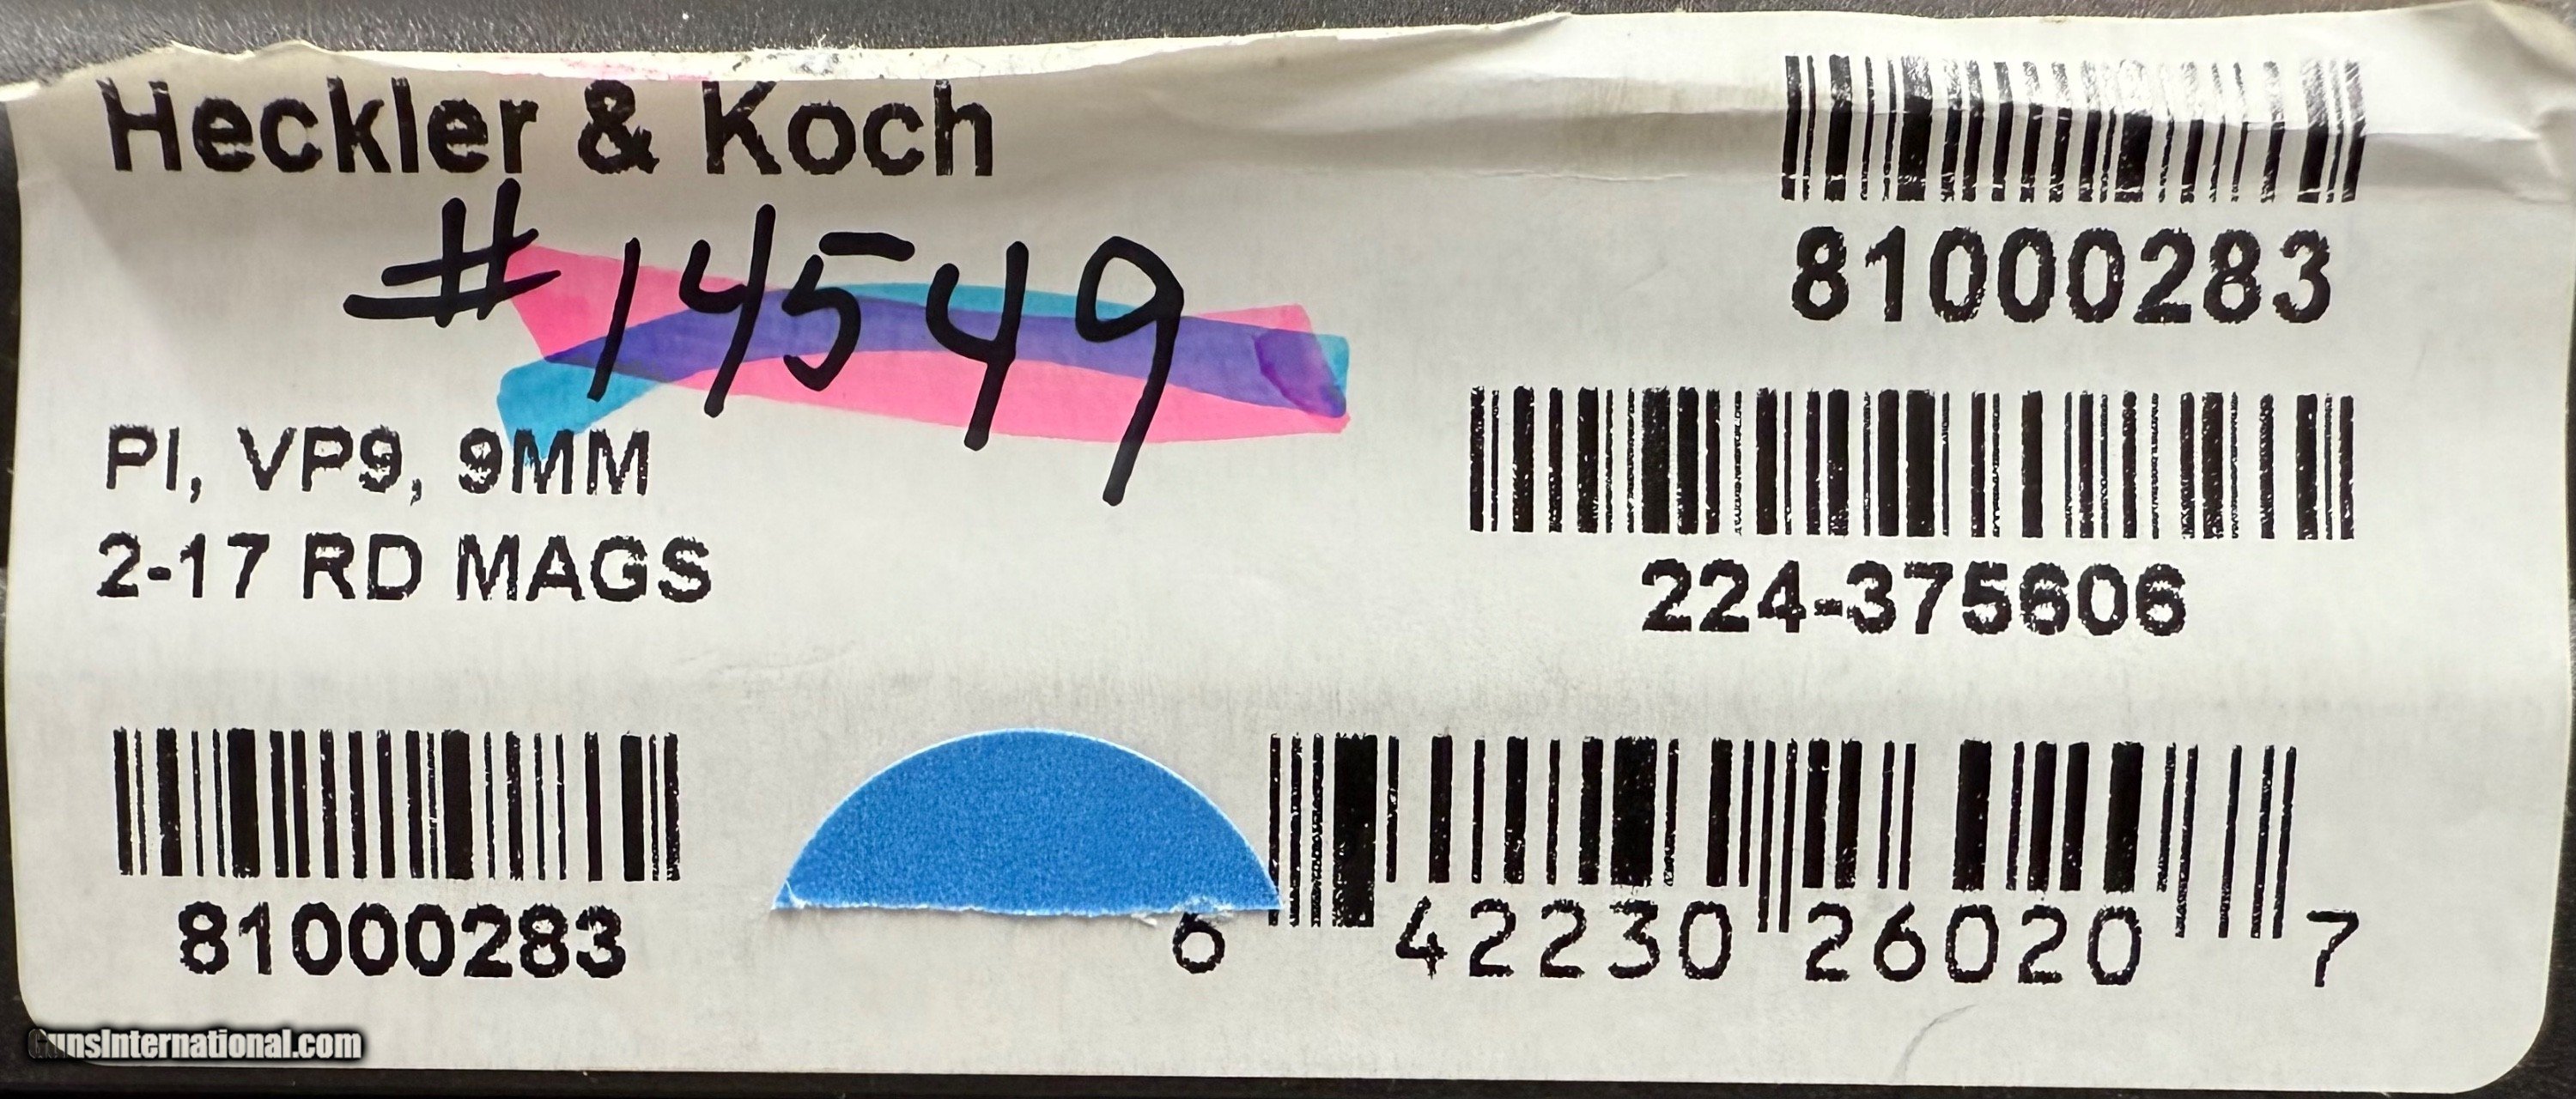 Heckler & Koch
#14549
PI, VP9, 9MM
2-17 RD MAGS
81000283
224-375606
81000283
6 42230 26020 7
GunsInternational.com